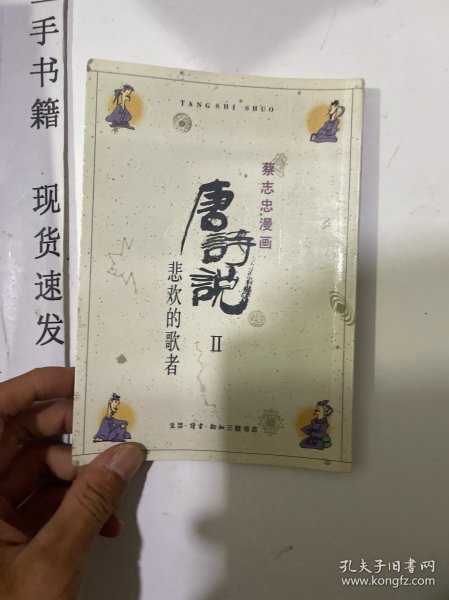 二手书籍 现货速发
TANGSHI SHUO
蔡志忠漫画
唐詩説
II
悲欢的歌者
生活·读书·新知三联书店
孔夫子旧书网
www.kongfz.com